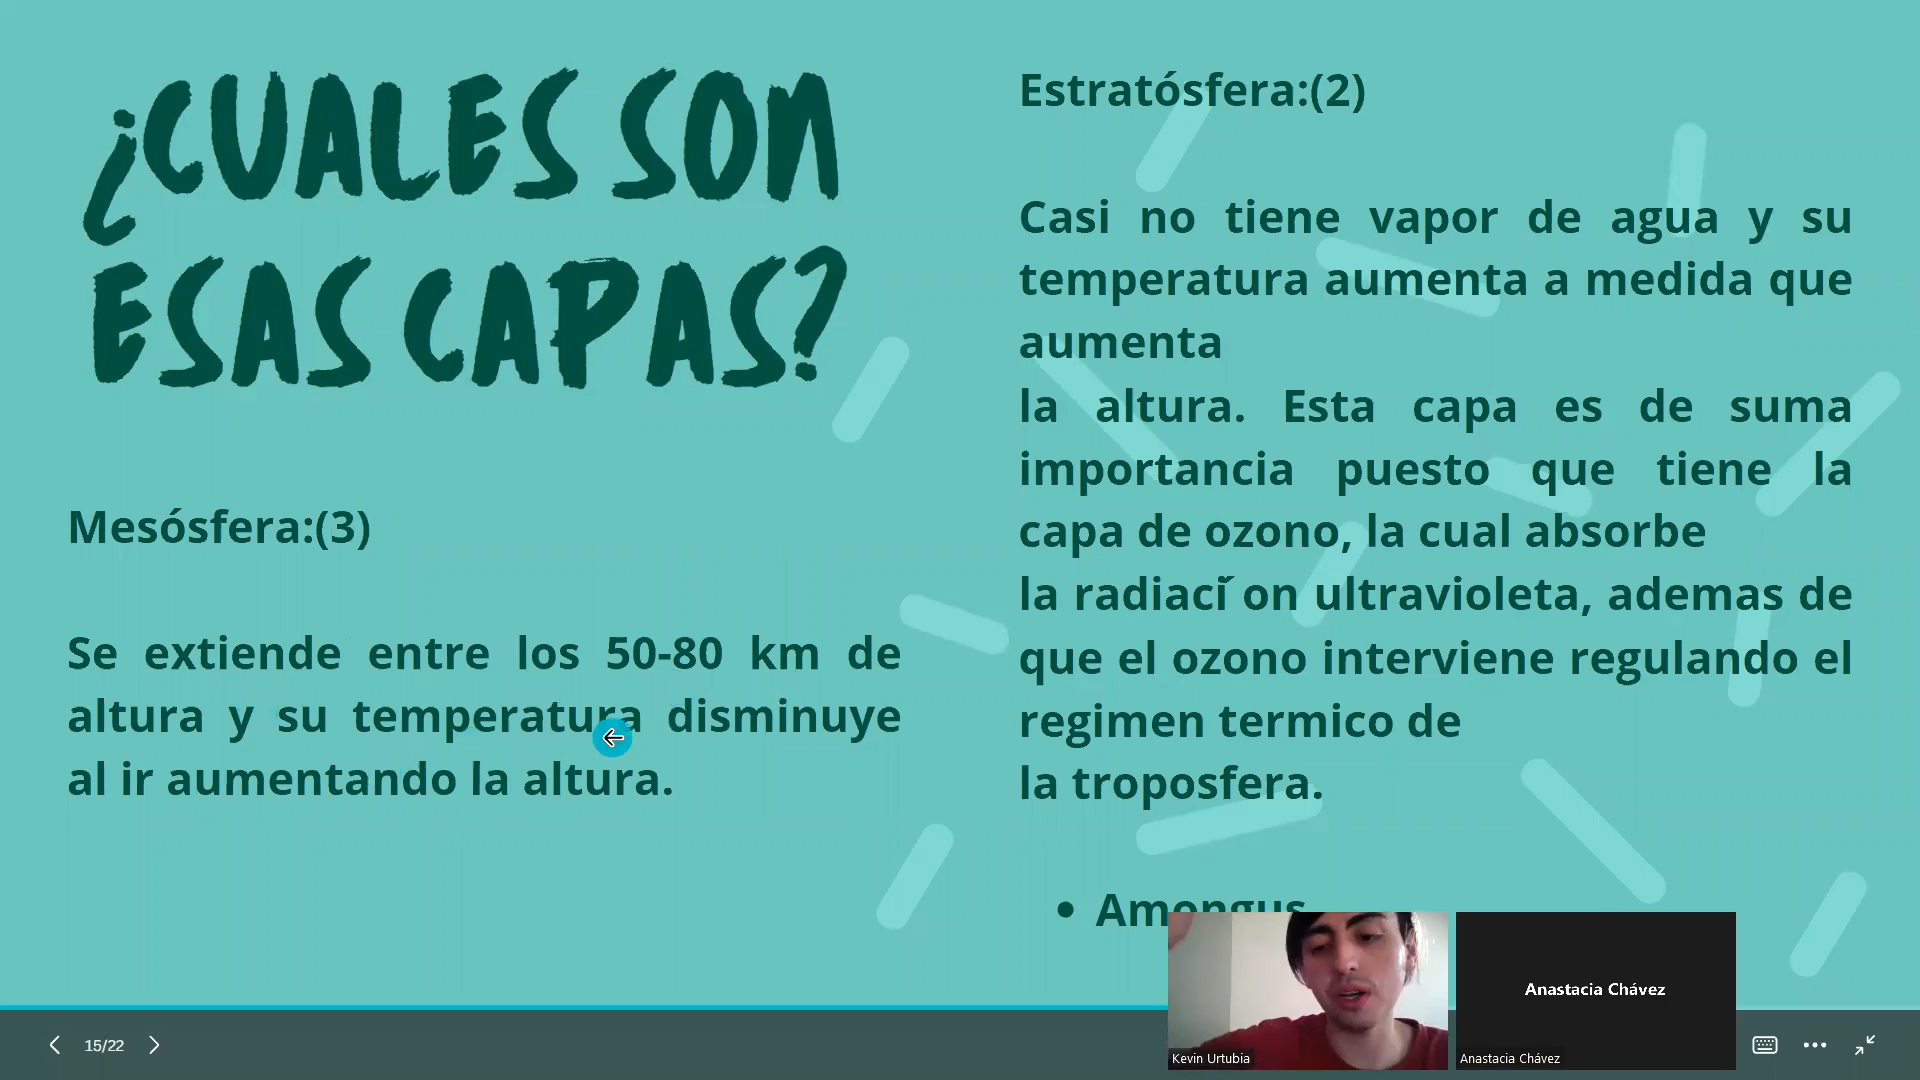 ¿CUALES SON
ESAS CAPAS?
Mesósfera:(3)
Se extiende entre los 50-80 km de
altura y su temperatura disminuye
al ir aumentando la altura.
Estratósfera:(2)
Casi no tiene vapor de agua y su
temperatura aumenta a medida que
aumenta
la altura. Esta capa es de suma
importancia puesto que tiene la
capa de ozono, la cual absorbe
la radiací on ultravioleta, ademas de
que el ozono interviene regulando el
regimen termico de
la troposfera.
• Amongus
Anastacia Chávez
Kevin Urtubia
Anastacia Chávez
15/22